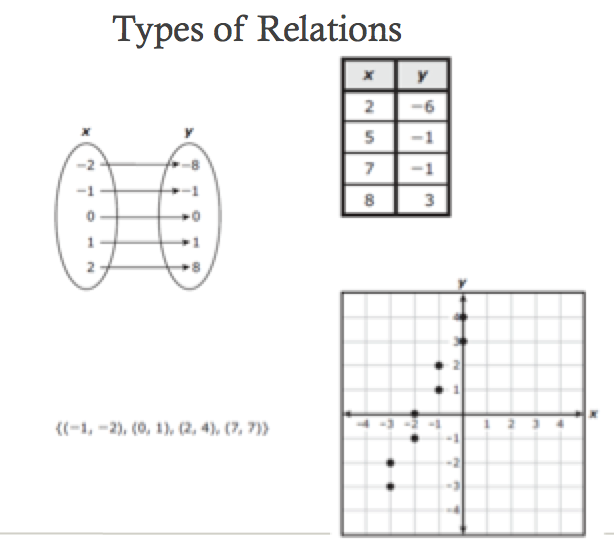 Types of Relations
x y
-2 -8
-1 -1
0 0
1 1
2 8
x y
2 -6
5 -1
7 -1
8 3
{(-1, -2), (0, 1), (2, 4), (7, 7)}
y
4
3
2
1
x
-4 -3 -2 -1 1 2 3 4
-1
-2
-3
-4